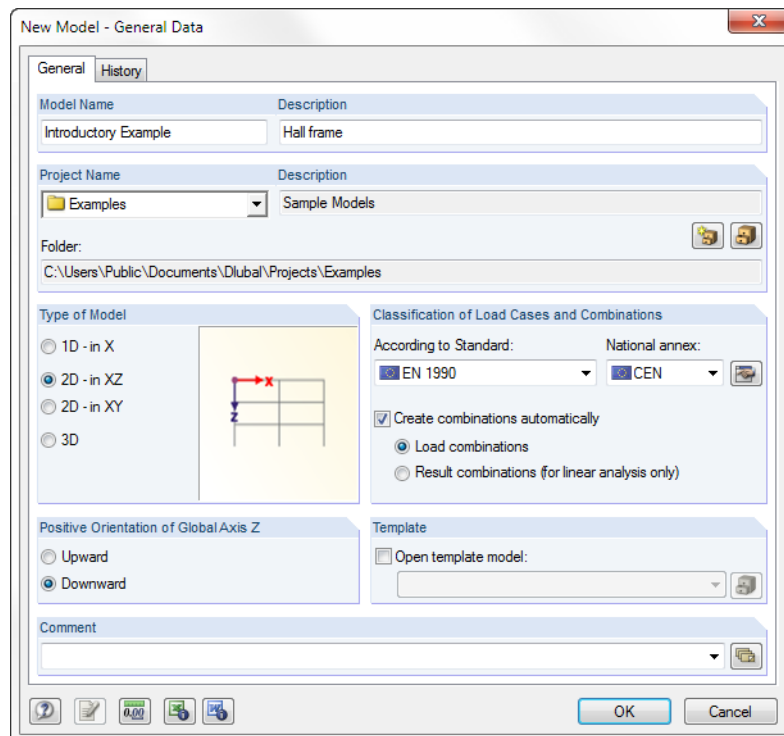 New Model - General Data
General
History
Model Name
Description
Introductory Example
Hall frame
Project Name
Description
Examples
Sample Models
Folder:
C:\Users\Public\Documents\Dlubal\Projects\Examples
Type of Model
1D - in X
2D - in XZ
2D - in XY
3D
X
Z
Classification of Load Cases and Combinations
According to Standard:
National annex:
EN 1990
CEN
Create combinations automatically
Load combinations
Result combinations (for linear analysis only)
Positive Orientation of Global Axis Z
Upward
Downward
Template
Open template model:
Comment
0.00
OK
Cancel